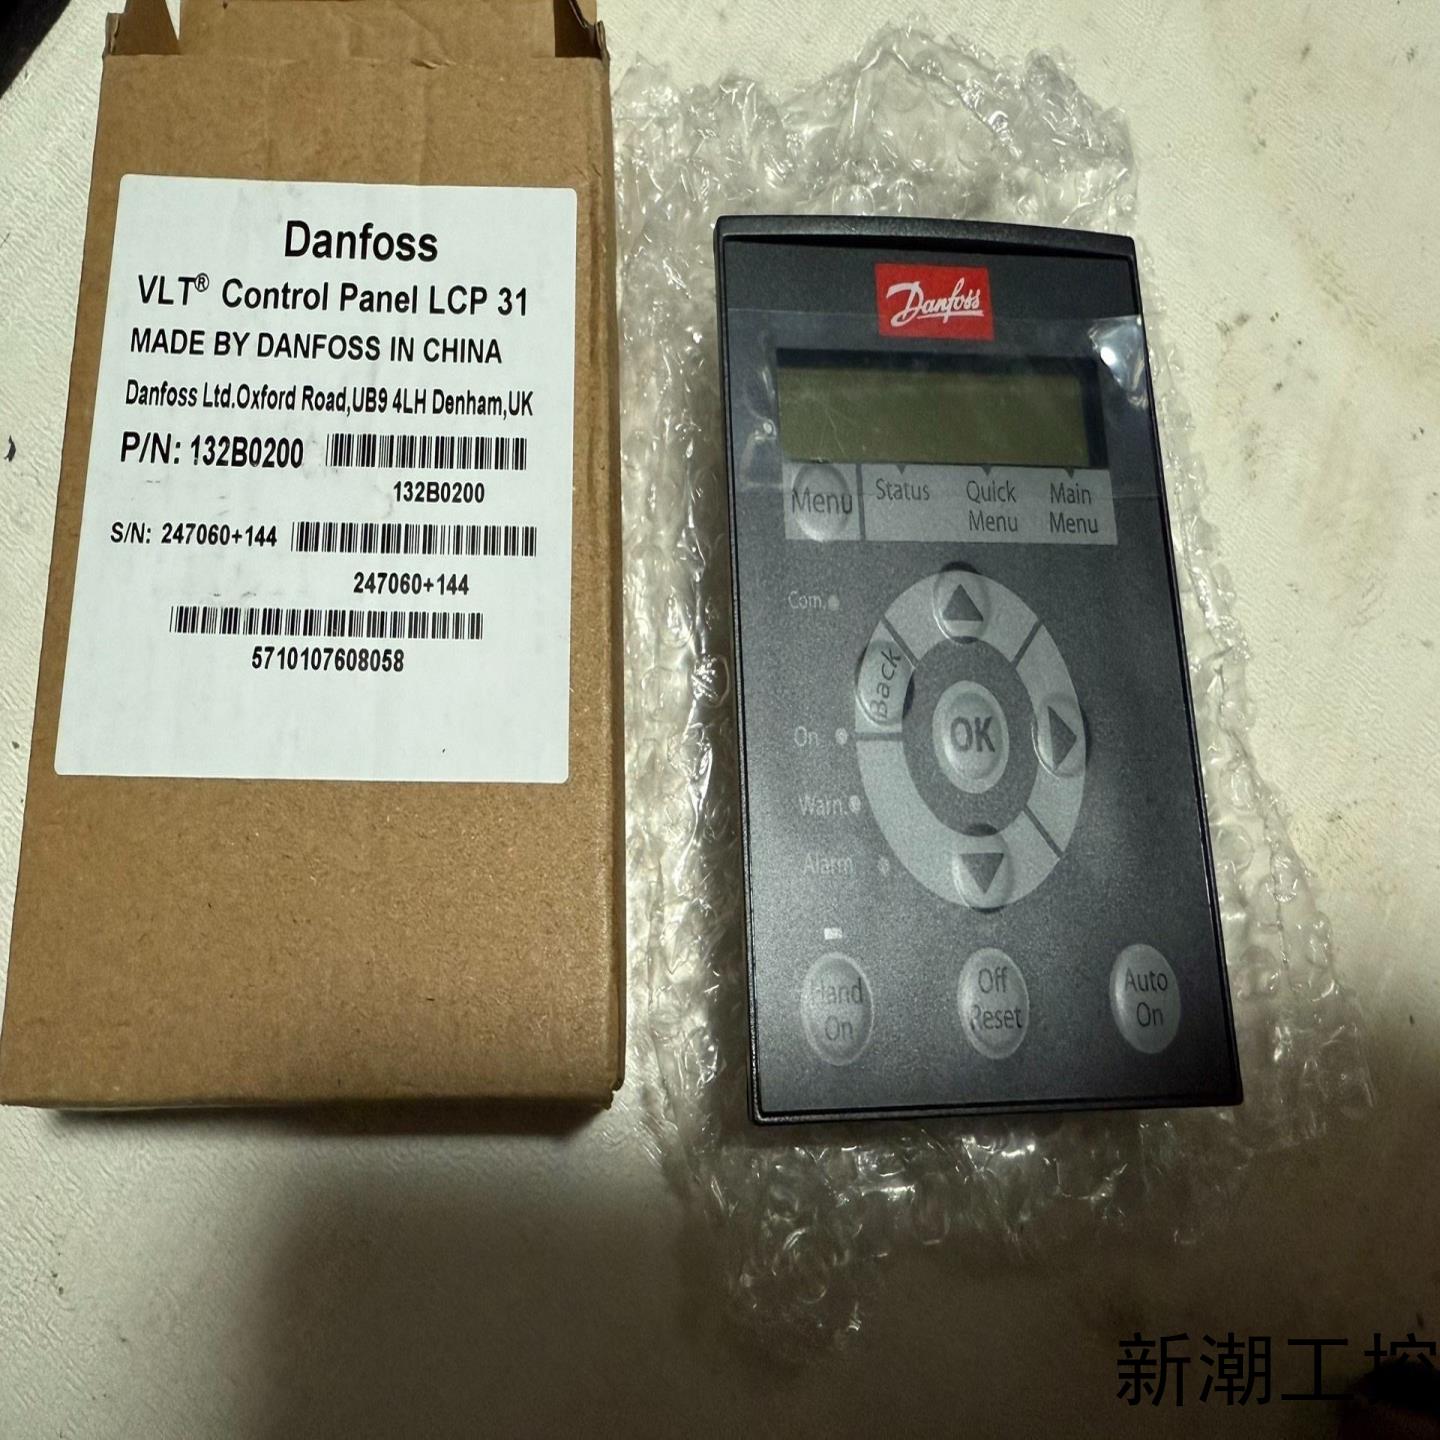 Danfoss
VLT® Control Panel LCP 31
MADE BY DANFOSS IN CHINA
Danfoss Ltd.Oxford Road,UB9 4LH Denham,UK
P/N: 132B0200
132B0200
S/N: 247060+144
247060+144
5710107608058
Danfoss
Menu
Status
Quick
Menu
Main
Menu
Com.
Back
OK
On
Warn.
Alarm
Hand
On
Off
Reset
Auto
On
新潮工控